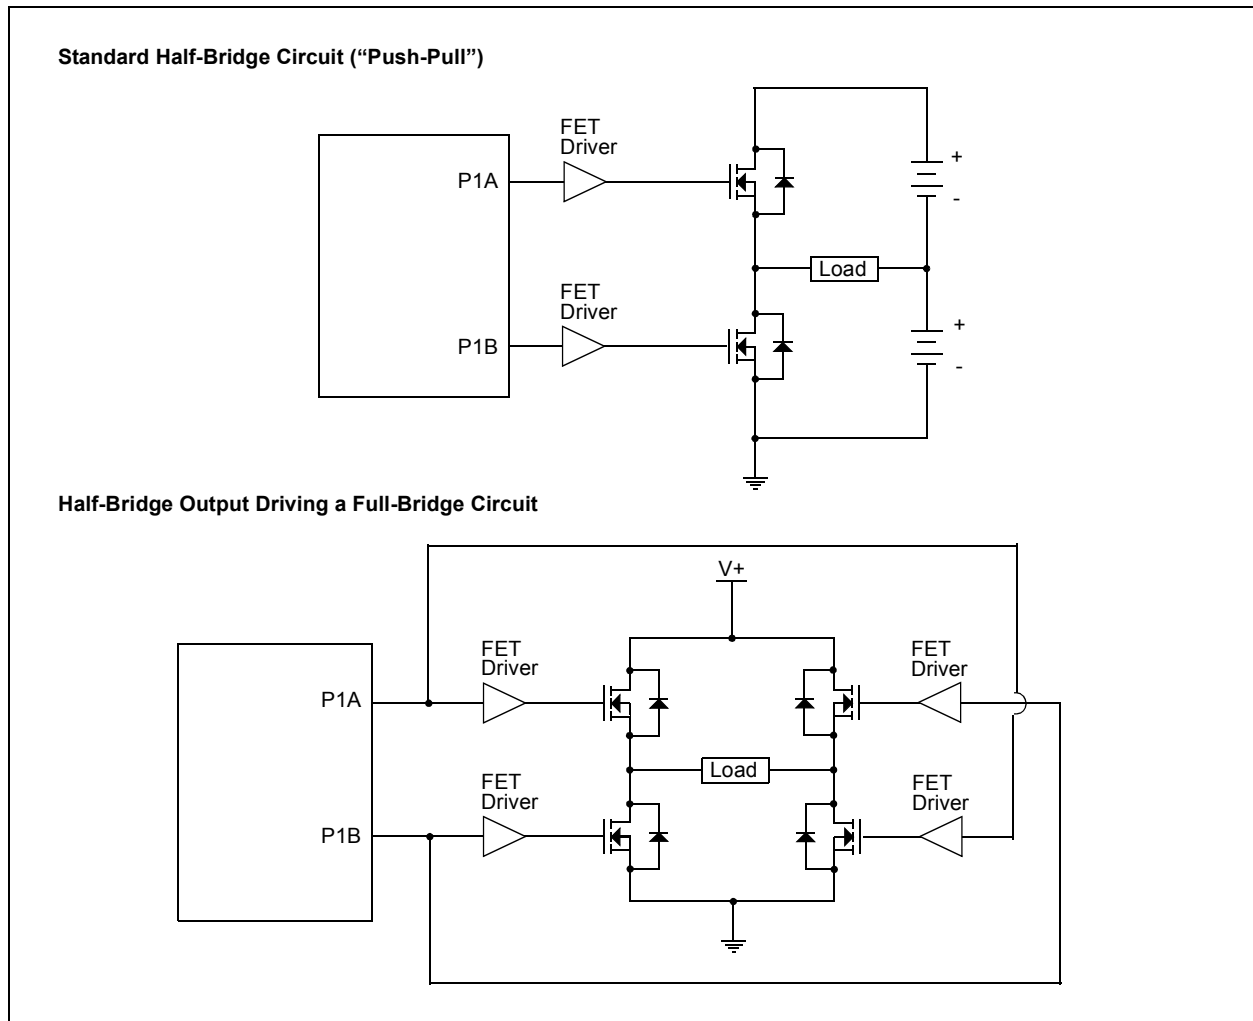 Standard Half-Bridge Circuit (“Push-Pull”)
FET
Driver
P1A
+
-
Load
FET
Driver
P1B
+
-
Half-Bridge Output Driving a Full-Bridge Circuit
V+
FET
Driver
FET
Driver
P1A
Load
FET
Driver
FET
Driver
P1B